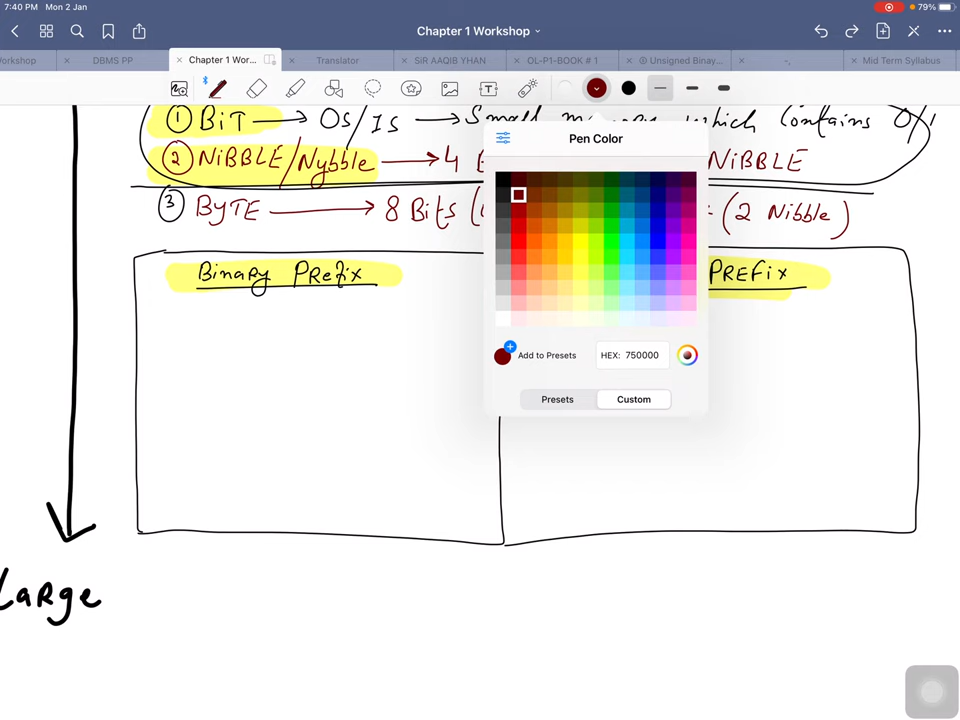 7:40 PM Mon 2 Jan
79%
Chapter 1 Workshop
orkshop
DBMS PP
Chapter 1 Wor...
Translator
SIR AAQIB YHAN
OL-P1-BOOK # 1
Unsigned Binary...
Mid Term Syllabus
① BiT → 0s/1s → Small which Contains 0/1
Pen Color
② NiBBLE/Nybble → 4 B NiBBLE
③ ByTE → 8 Bits ( = (2 Nibble)
Binary PRefix PREFix
Add to Presets HEX: 750000
Presets Custom
LaRge